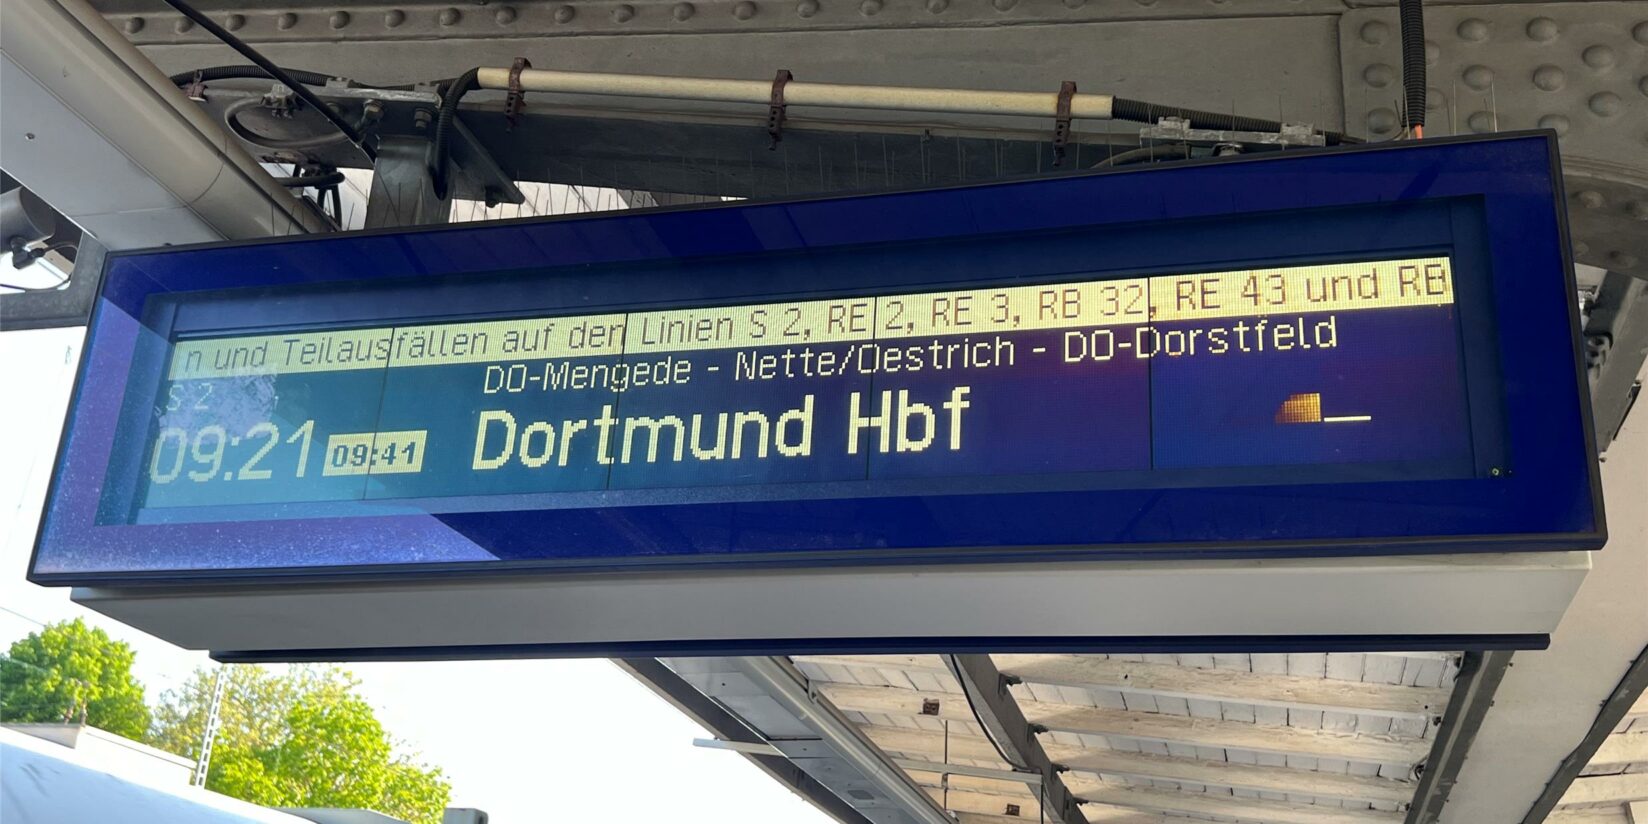 n und Teilausfällen auf den Linien S 2, RE 2, RE 3, RB 32, RE 43 und RB
S 2
DO-Mengede - Nette/Oestrich - DO-Dorstfeld
09:21 09:41 Dortmund Hbf